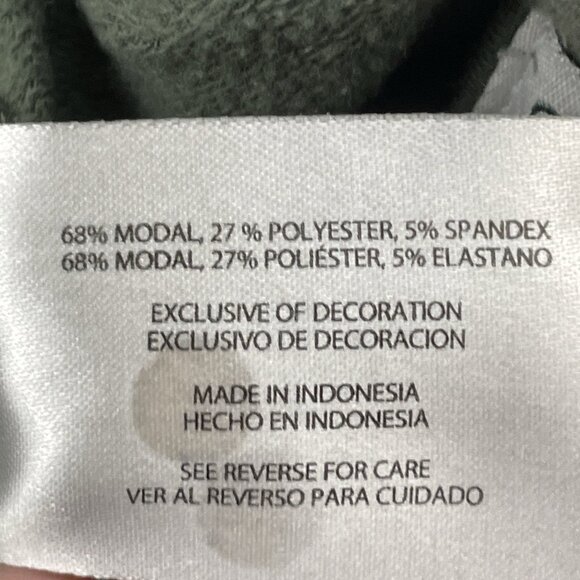 68% MODAL, 27 % POLYESTER, 5% SPANDEX
68% MODAL, 27% POLIÉSTER, 5% ELASTANO
EXCLUSIVE OF DECORATION
EXCLUSIVO DE DECORACION
MADE IN INDONESIA
HECHO EN INDONESIA
SEE REVERSE FOR CARE
VER AL REVERSO PARA CUIDADO